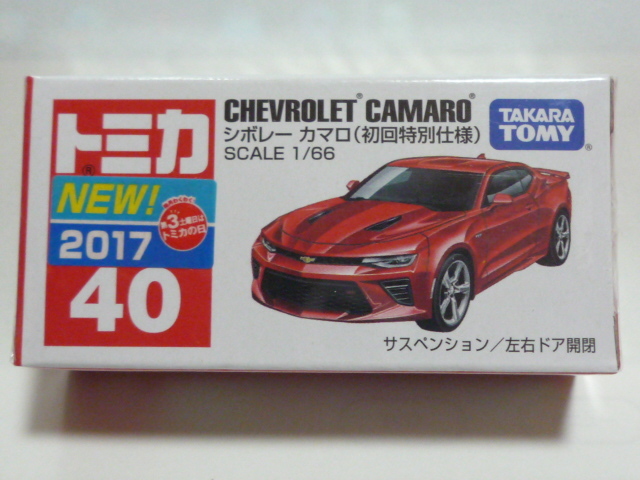 トミカ®
NEW!
2017
毎月第3土曜日は
トミカの日
40
CHEVROLET® CAMARO®
シボレー カマロ(初回特別仕様)
SCALE 1/66
TAKARA
TOMY®
サスペンション/左右ドア開閉